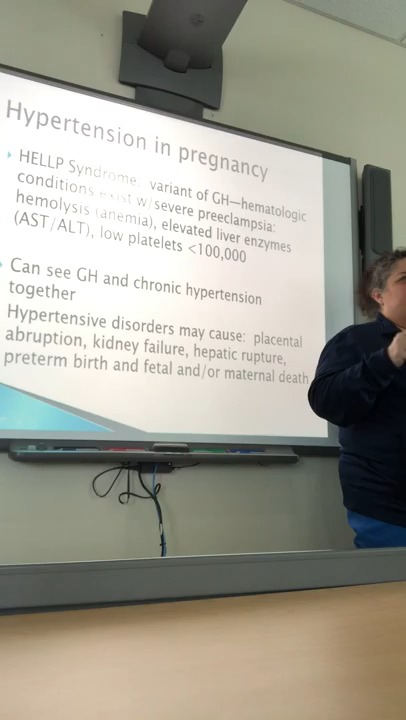 Hypertension in pregnancy
HELLP Syndrome: variant of GH—hematologic
conditions exist w/severe preeclampsia:
hemolysis (anemia), elevated liver enzymes
(AST/ALT), low platelets <100,000
Can see GH and chronic hypertension
together
Hypertensive disorders may cause: placental
abruption, kidney failure, hepatic rupture,
preterm birth and fetal and/or maternal death